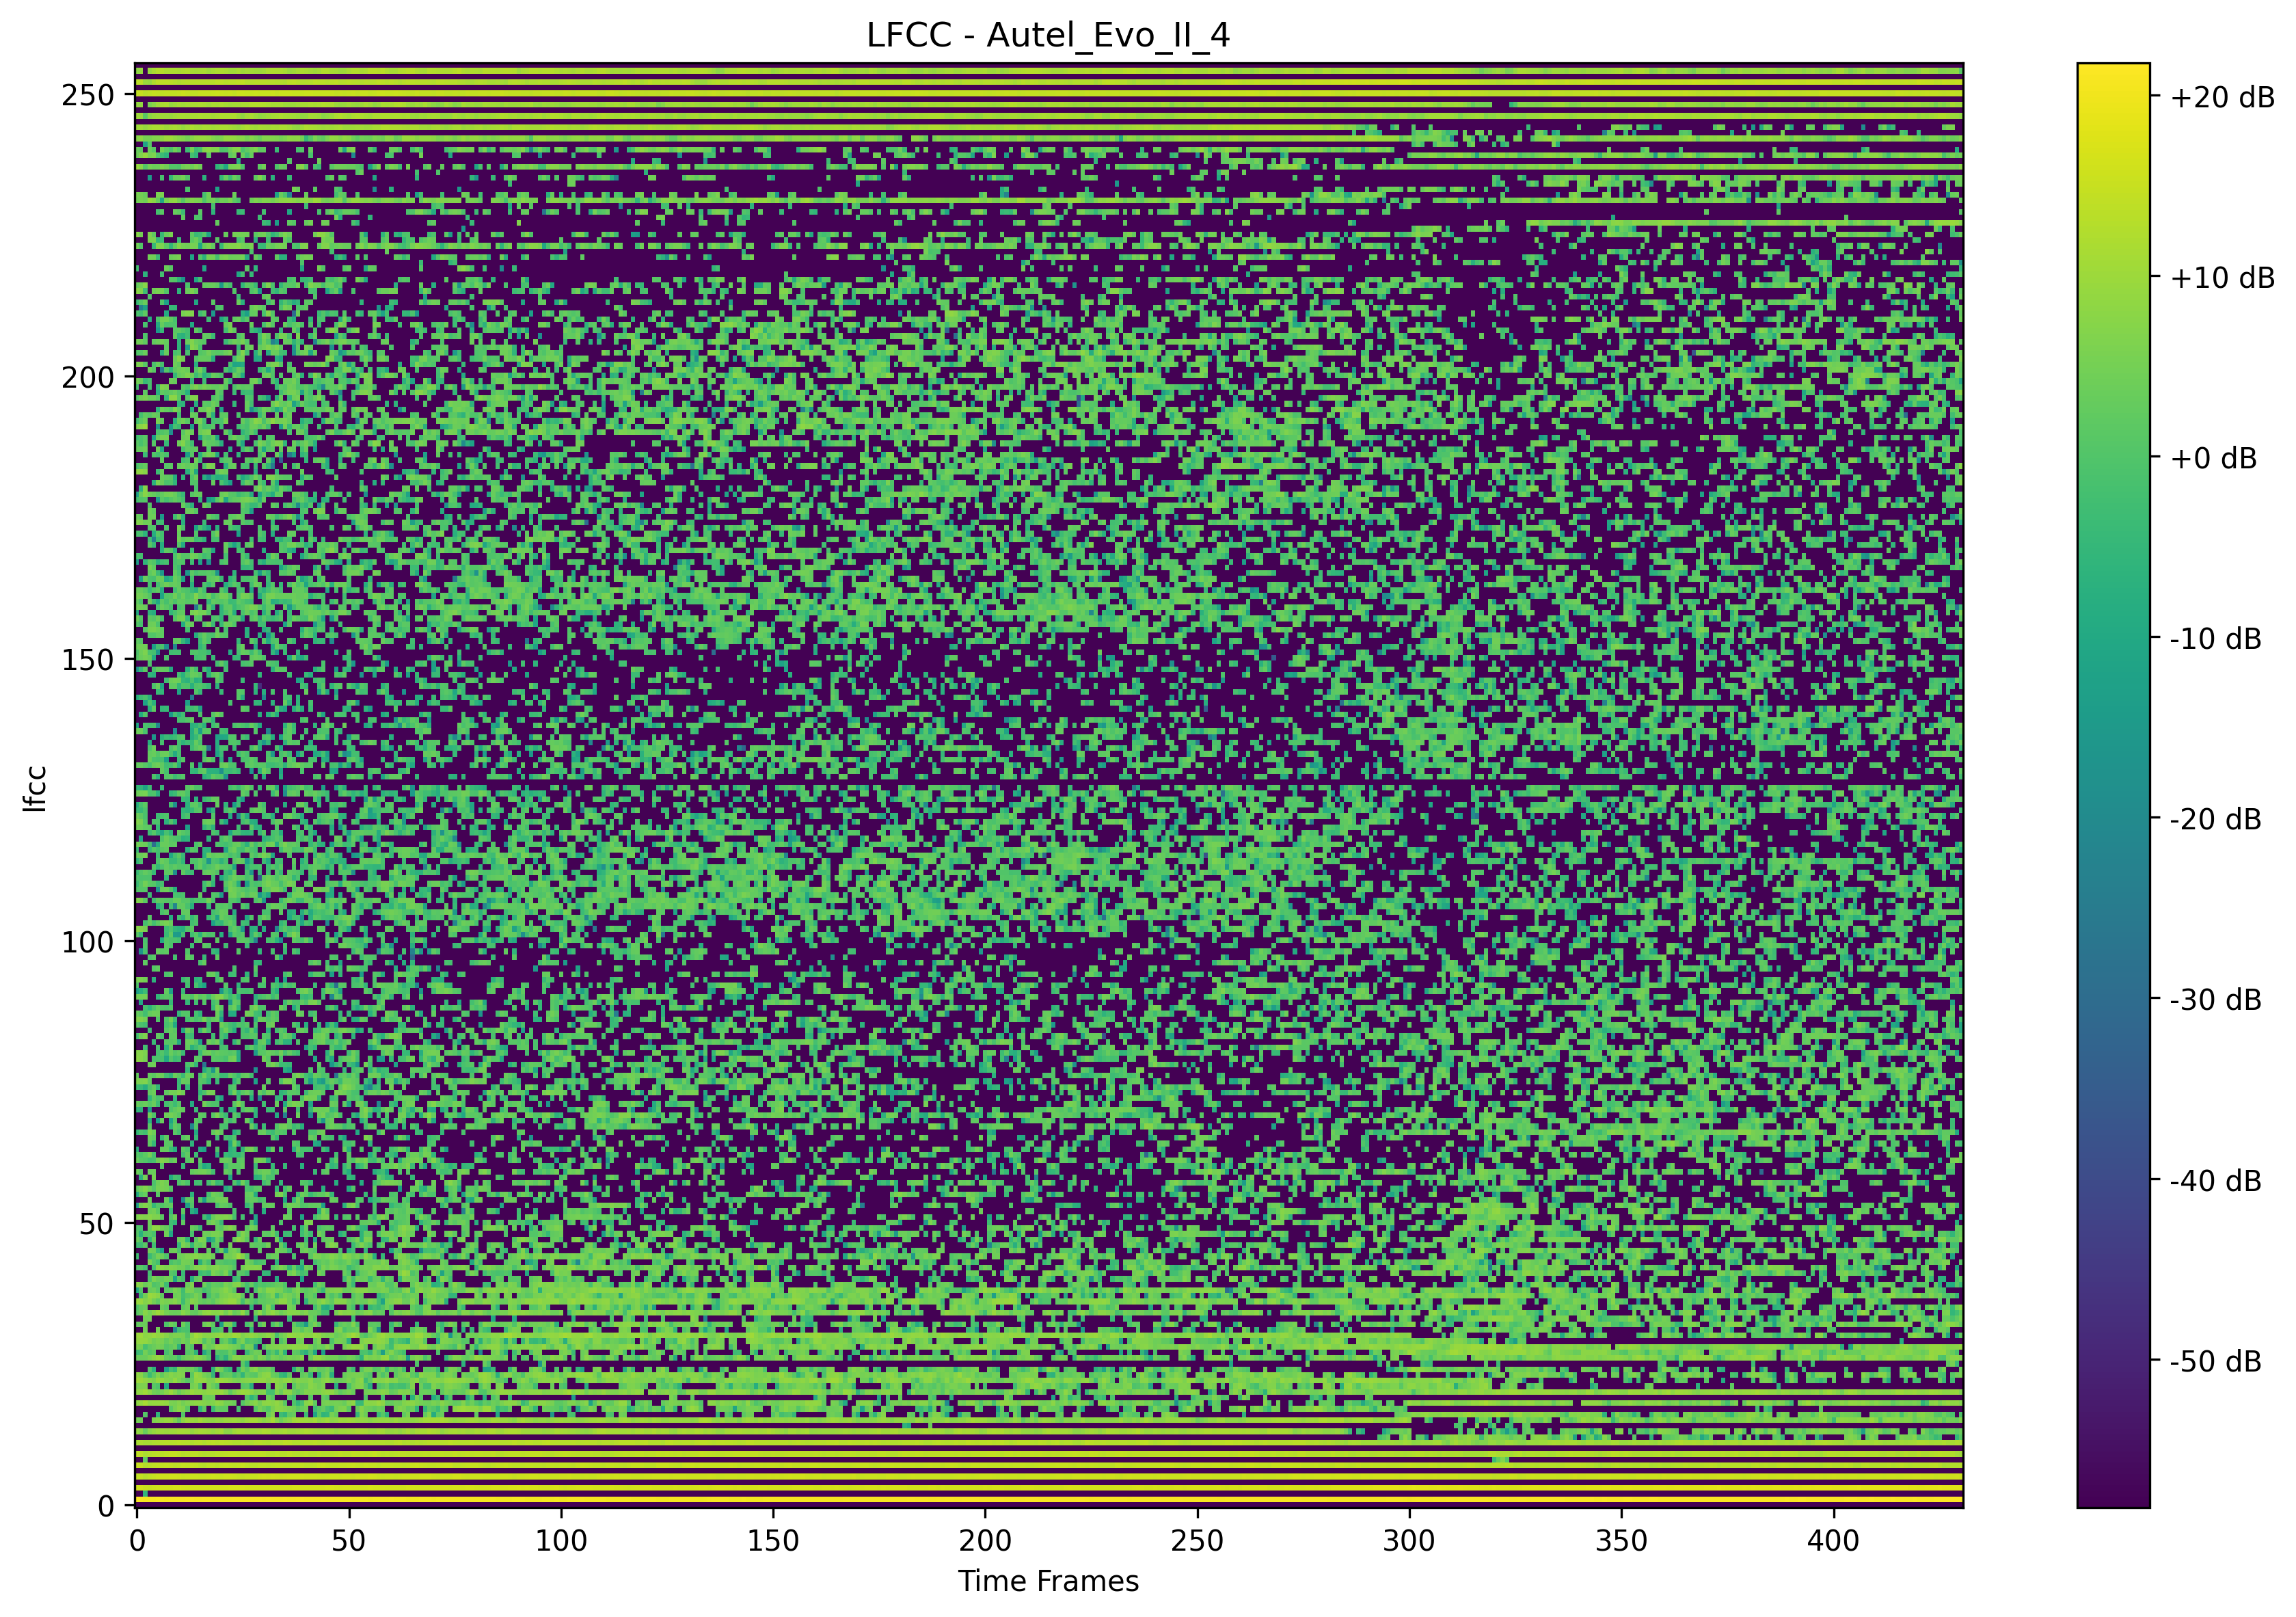 LFCC - Autel_Evo_II_4
250
200
150
100
50
0
lfcc
0 50 100 150 200 250 300 350 400
Time Frames
+20 dB
+10 dB
+0 dB
-10 dB
-20 dB
-30 dB
-40 dB
-50 dB